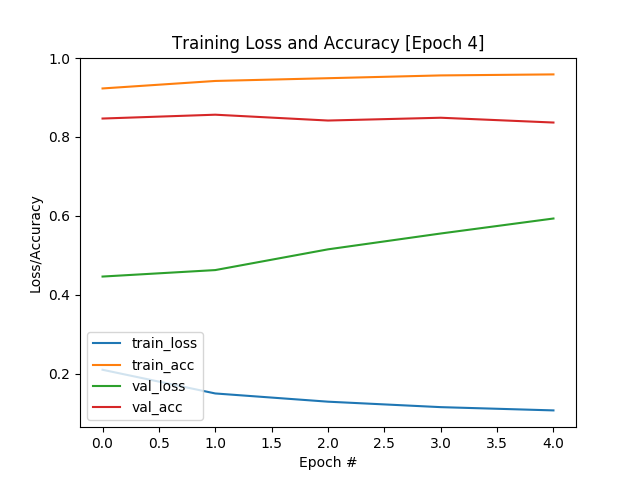 Training Loss and Accuracy [Epoch 4]
1.0
0.8
0.6
0.4
0.2
Loss/Accuracy
train_loss
train_acc
val_loss
val_acc
0.0 0.5 1.0 1.5 2.0 2.5 3.0 3.5 4.0
Epoch #